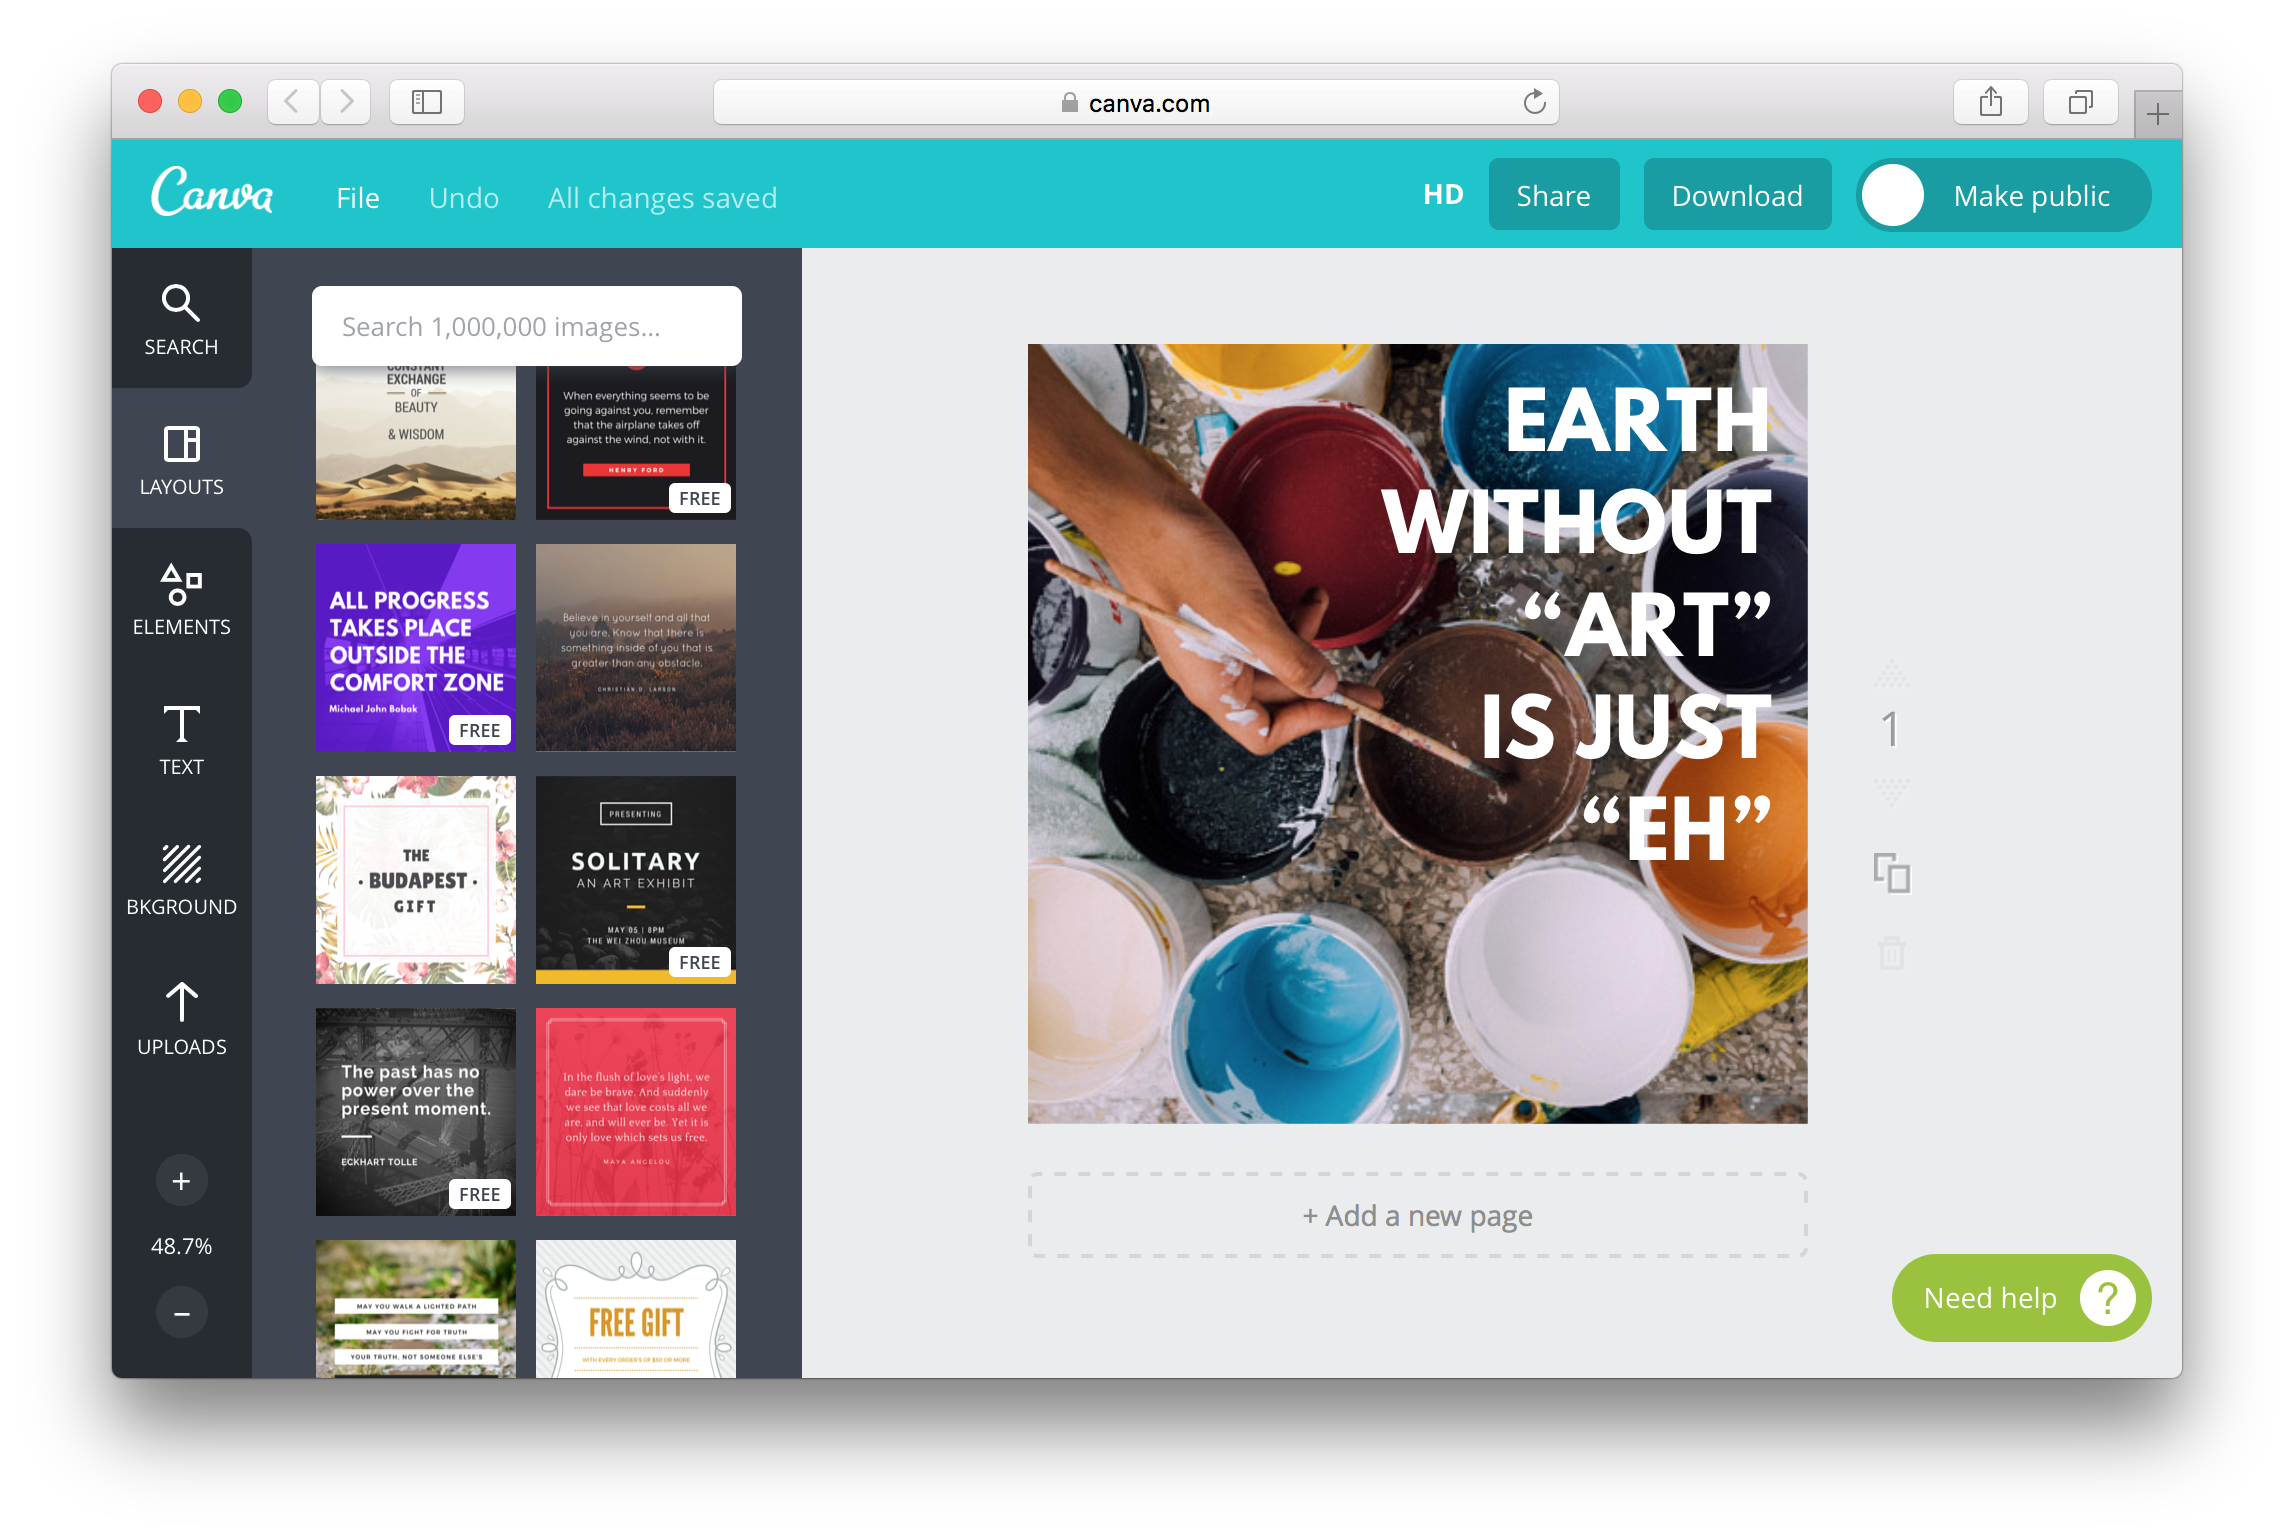 canva.com
Canva
File
Undo
All changes saved
HD
Share
Download
Make public
SEARCH
LAYOUTS
ELEMENTS
TEXT
BKGROUND
UPLOADS
+
48.7%
−
Search 1,000,000 images...
CONSTANT
EXCHANGE
OF
BEAUTY
& WISDOM
When everything seems to be
going against you, remember
that the airplane takes off
against the wind, not with it.
HENRY FORD
FREE
ALL PROGRESS
TAKES PLACE
OUTSIDE THE
COMFORT ZONE
Michael John Bobak
FREE
Believe in yourself and all that
you are. Know that there is
something inside of you that is
greater than any obstacle.
CHRISTIAN D. LARSON
THE
· BUDAPEST ·
GIFT
PRESENTING
SOLITARY
AN ART EXHIBIT
MAY 05 | 8PM
THE WEI ZHOU MUSEUM
FREE
The past has no
power over the
present moment.
ECKHART TOLLE
FREE
In the flush of love's light, we
dare be brave. And suddenly
we see that love costs all we
are, and will ever be. Yet it is
only love which sets us free.
MAYA ANGELOU
MAY YOU WALK A LIGHTED PATH
MAY YOU FIGHT FOR TRUTH
YOUR TRUTH, NOT SOMEONE ELSE'S
FREE GIFT
WITH EVERY ORDER'S OF $50 OR MORE
EARTH
WITHOUT
“ART”
IS JUST
“EH”
1
+ Add a new page
Need help ?